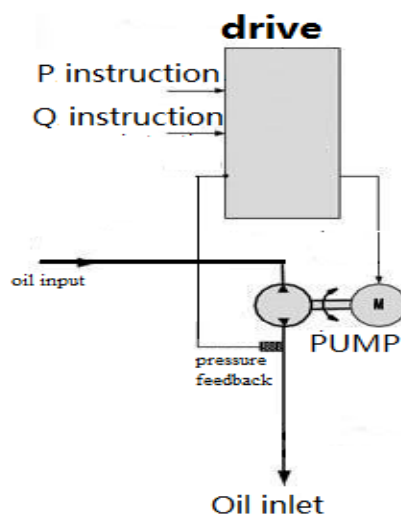 drive
P instruction
Q instruction
oil input
M
PUMP
pressure
feedback
Oil inlet